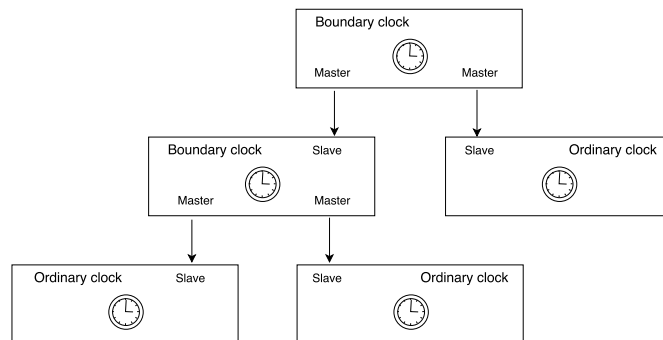 Boundary clock
Master Master
Boundary clock Slave
Slave Ordinary clock
Master Master
Ordinary clock Slave
Slave Ordinary clock